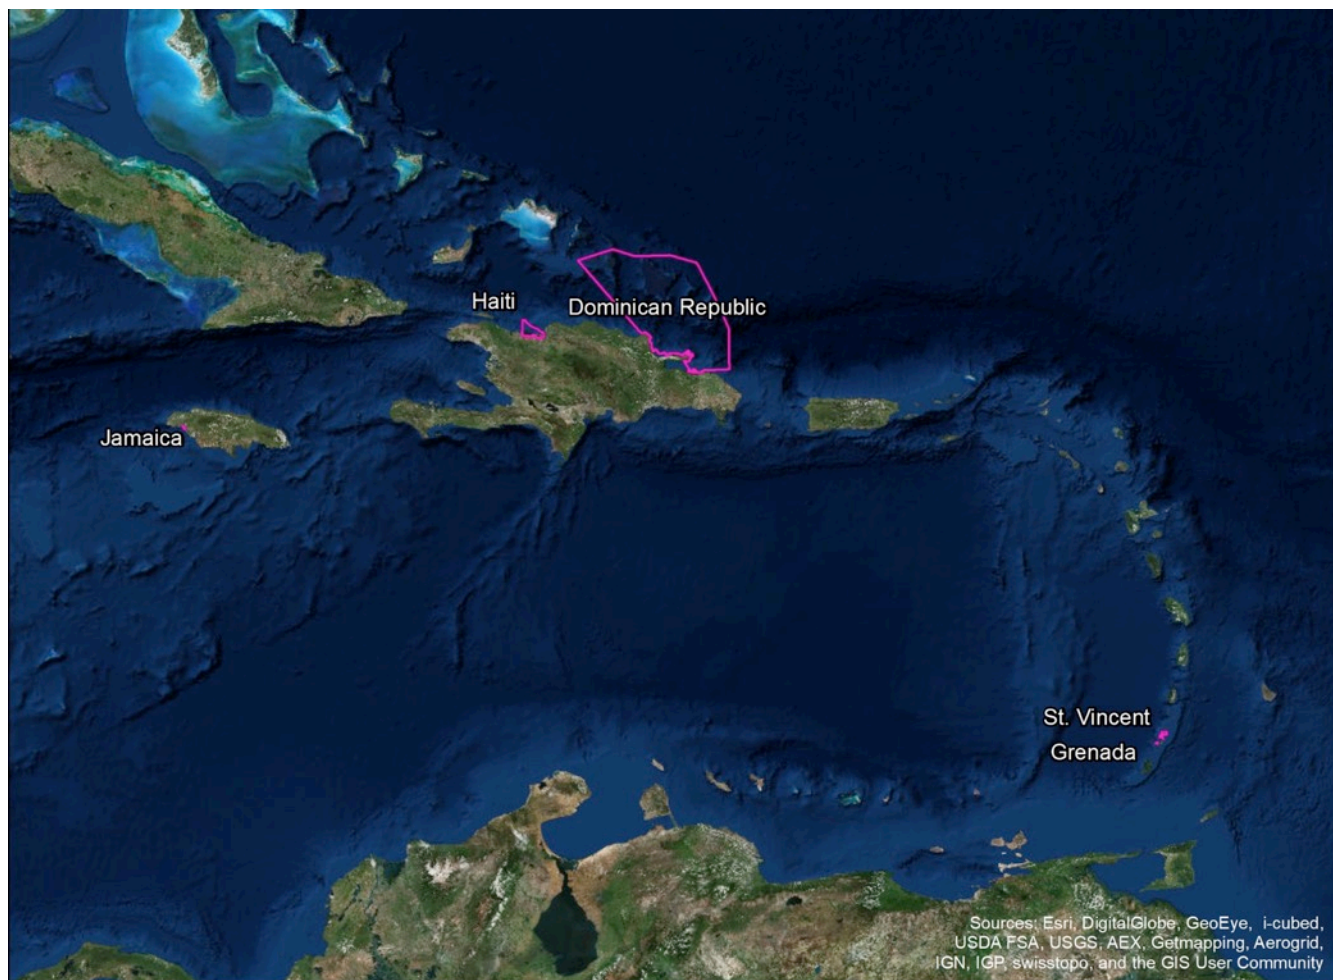 Haiti
Dominican Republic
Jamaica
St. Vincent
Grenada
Sources: Esri, DigitalGlobe, GeoEye, i-cubed,
USDA FSA, USGS, AEX, Getmapping, Aerogrid,
IGN, IGP, swisstopo, and the GIS User Community